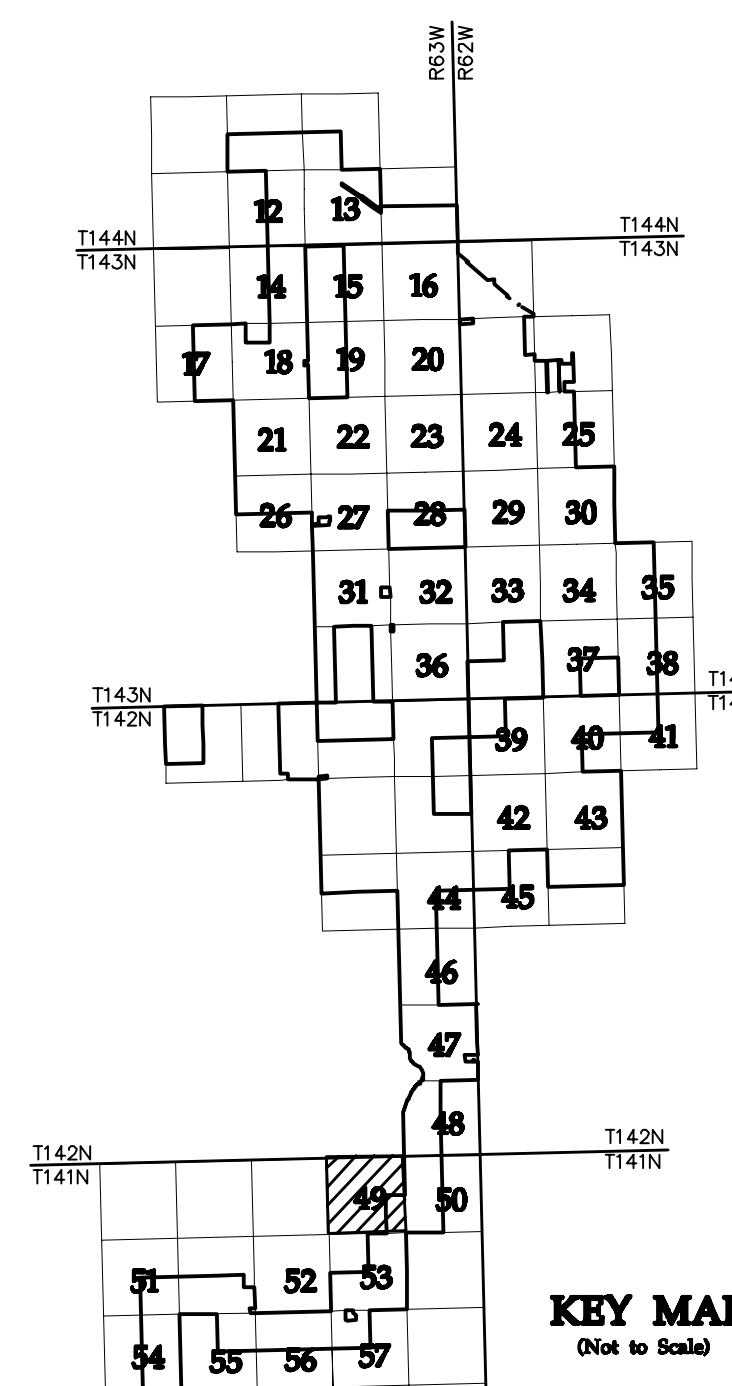 R63W
R62W
12 13
T144N T144N
T143N T143N
14 15 16
17 18 19 20
21 22 23 24 25
26 27 28 29 30
31 32 33 34 35
36 37 38
T143N
T142N
39 40 41
42 43
44 45
46
47
48
T142N T142N
T141N T141N
49 50
51 52 53
KEY MAP
(Not to Scale)
54 55 56 57